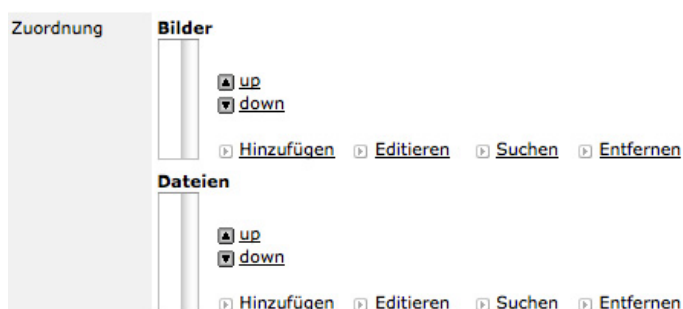 Zuordnung Bilder
up
down
Hinzufügen Editieren Suchen Entfernen
Dateien
up
down
Hinzufügen Editieren Suchen Entfernen